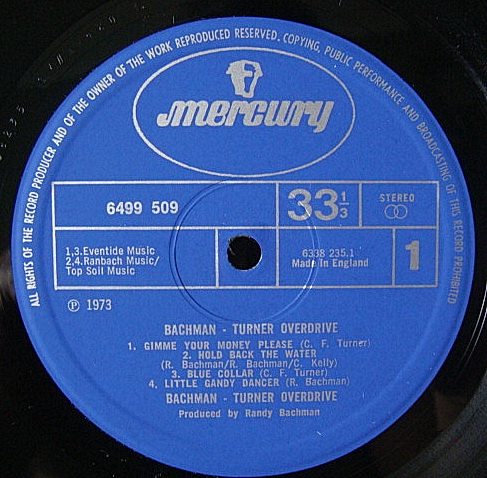 ALL RIGHTS OF THE RECORD PRODUCER AND OF THE OWNER OF THE WORK REPRODUCED RESERVED. COPYING, PUBLIC PERFORMANCE AND BROADCASTING OF THIS RECORD PROHIBITED
mercury
6499 509
33 1/3
STEREO
1,3.Eventide Music
2,4.Ranbach Music/
Top Soil Music
6338 235.1
Made in England
1
℗ 1973
BACHMAN - TURNER OVERDRIVE
1. GIMME YOUR MONEY PLEASE (C. F. Turner)
2. HOLD BACK THE WATER
(R. Bachman/R. Bachman/C. Kelly)
3. BLUE COLLAR (C. F. Turner)
4. LITTLE GANDY DANCER (R. Bachman)
BACHMAN - TURNER OVERDRIVE
Produced by Randy Bachman